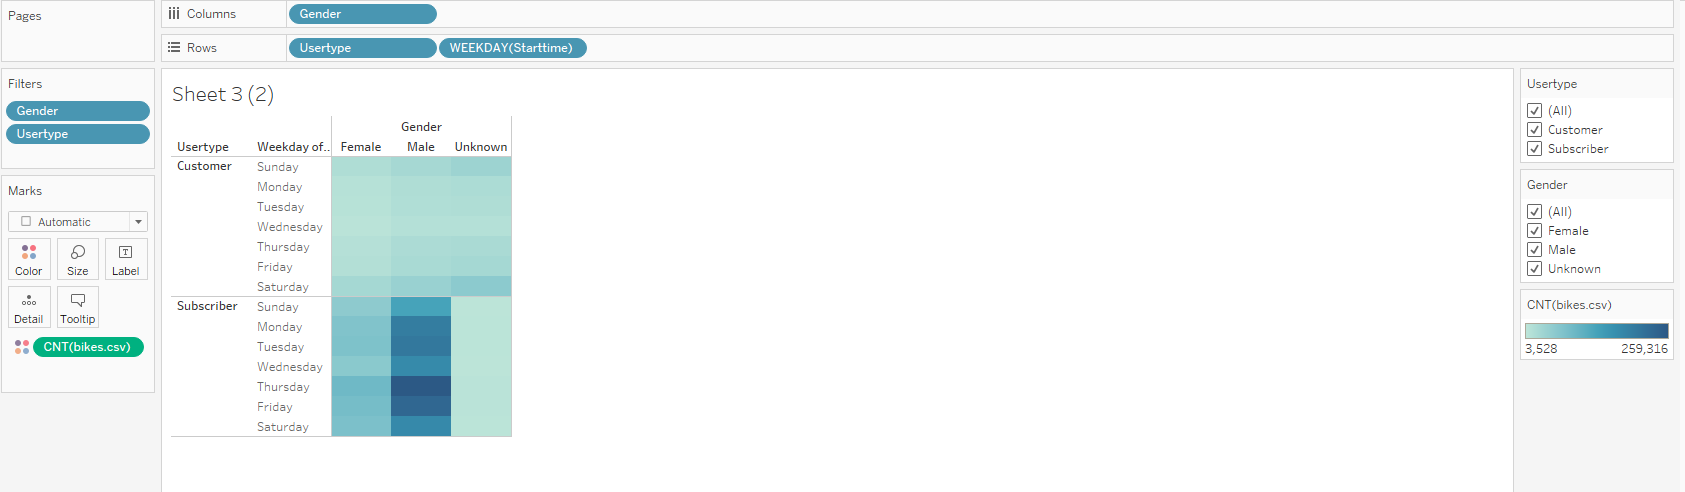 Pages
Columns
Gender
Rows
Usertype
WEEKDAY(Starttime)
Filters
Gender
Usertype
Marks
Automatic
Color
Size
Label
Detail
Tooltip
CNT(bikes.csv)
Sheet 3 (2)
Gender
Usertype Weekday of.. Female Male Unknown
Customer Sunday
Monday
Tuesday
Wednesday
Thursday
Friday
Saturday
Subscriber Sunday
Monday
Tuesday
Wednesday
Thursday
Friday
Saturday
Usertype
(All)
Customer
Subscriber
Gender
(All)
Female
Male
Unknown
CNT(bikes.csv)
3,528 259,316